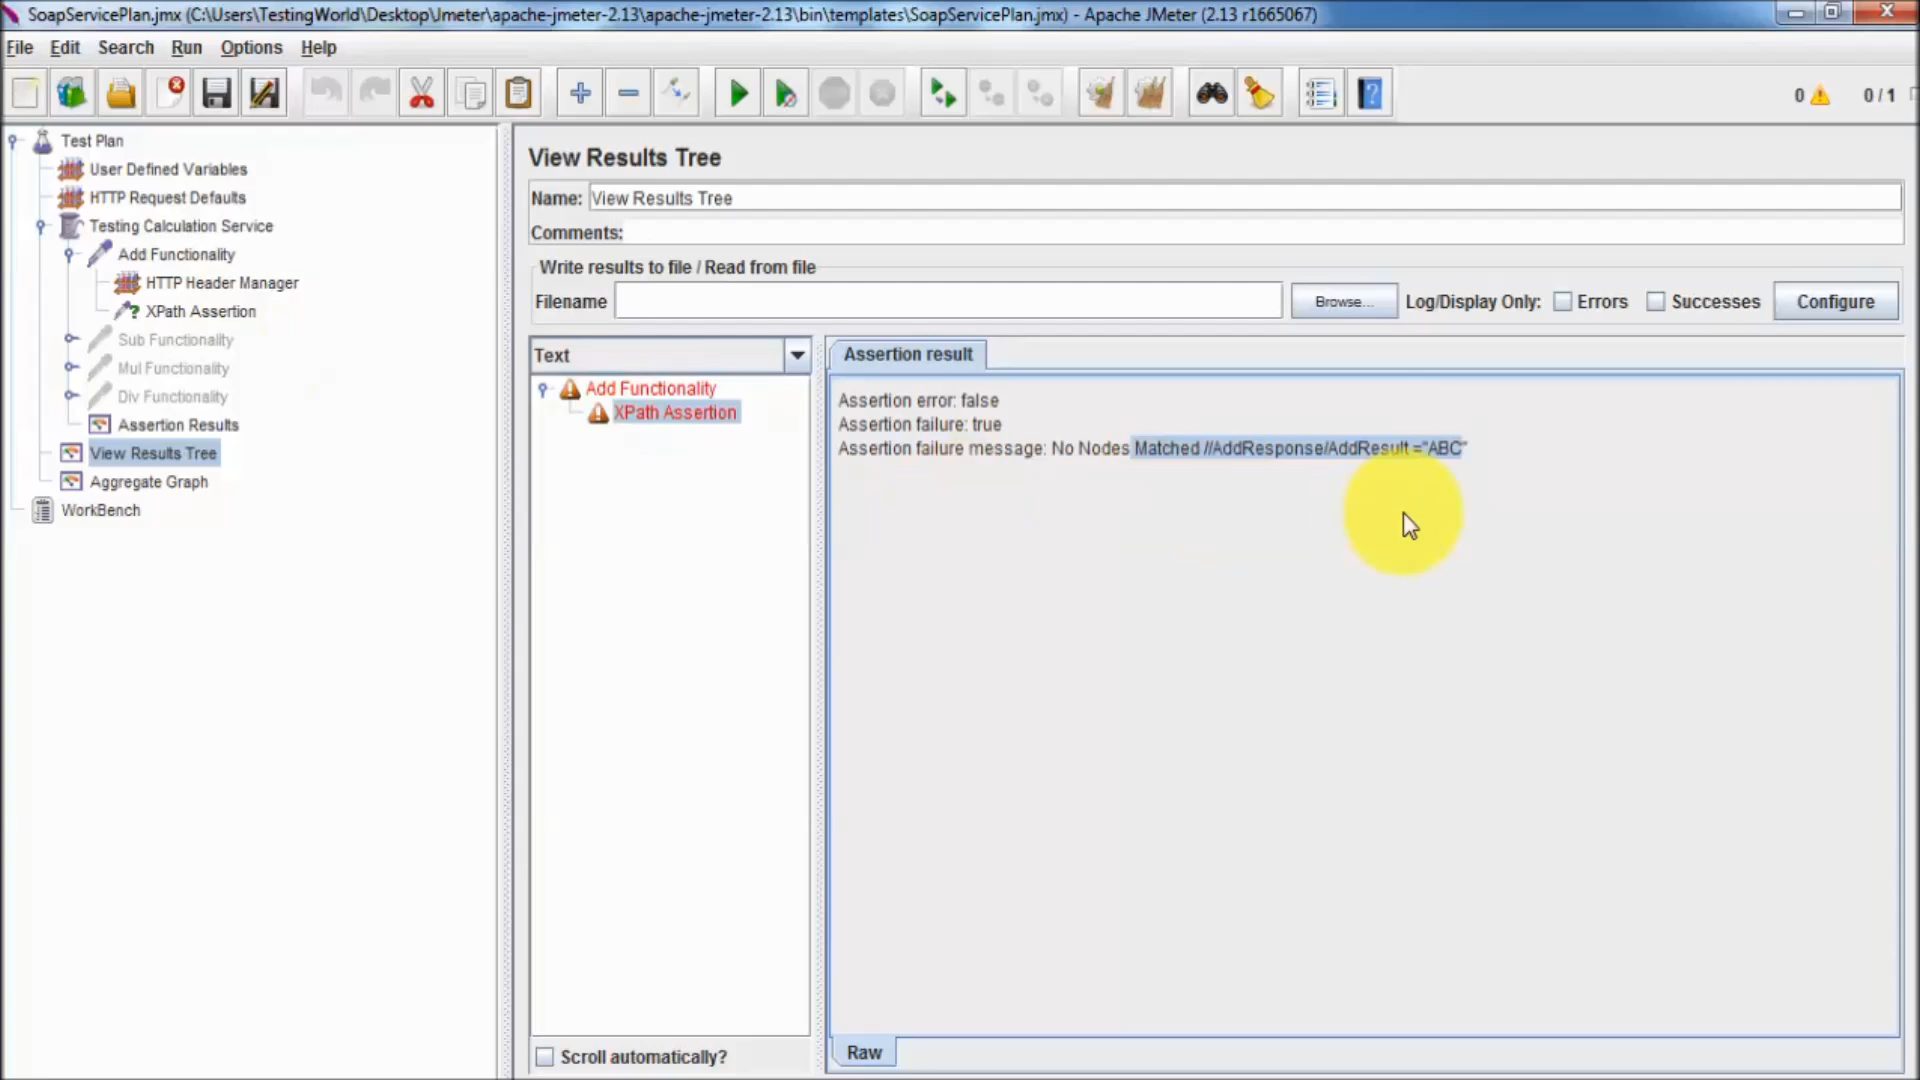 SoapServicePlan.jmx (C:\Users\TestingWorld\Desktop\Jmeter\apache-jmeter-2.13\apache-jmeter-2.13\bin\templates\SoapServicePlan.jmx) - Apache JMeter (2.13 r1665067)
File Edit Search Run Options Help
0 0 / 1
Test Plan
User Defined Variables
HTTP Request Defaults
Testing Calculation Service
Add Functionality
HTTP Header Manager
XPath Assertion
Sub Functionality
Mul Functionality
Div Functionality
Assertion Results
View Results Tree
Aggregate Graph
WorkBench
View Results Tree
Name: View Results Tree
Comments:
Write results to file / Read from file
Filename Browse... Log/Display Only: Errors Successes Configure
Text
Add Functionality
XPath Assertion
Scroll automatically?
Assertion result
Assertion error: false
Assertion failure: true
Assertion failure message: No Nodes Matched //AddResponse/AddResult ="ABC"
Raw